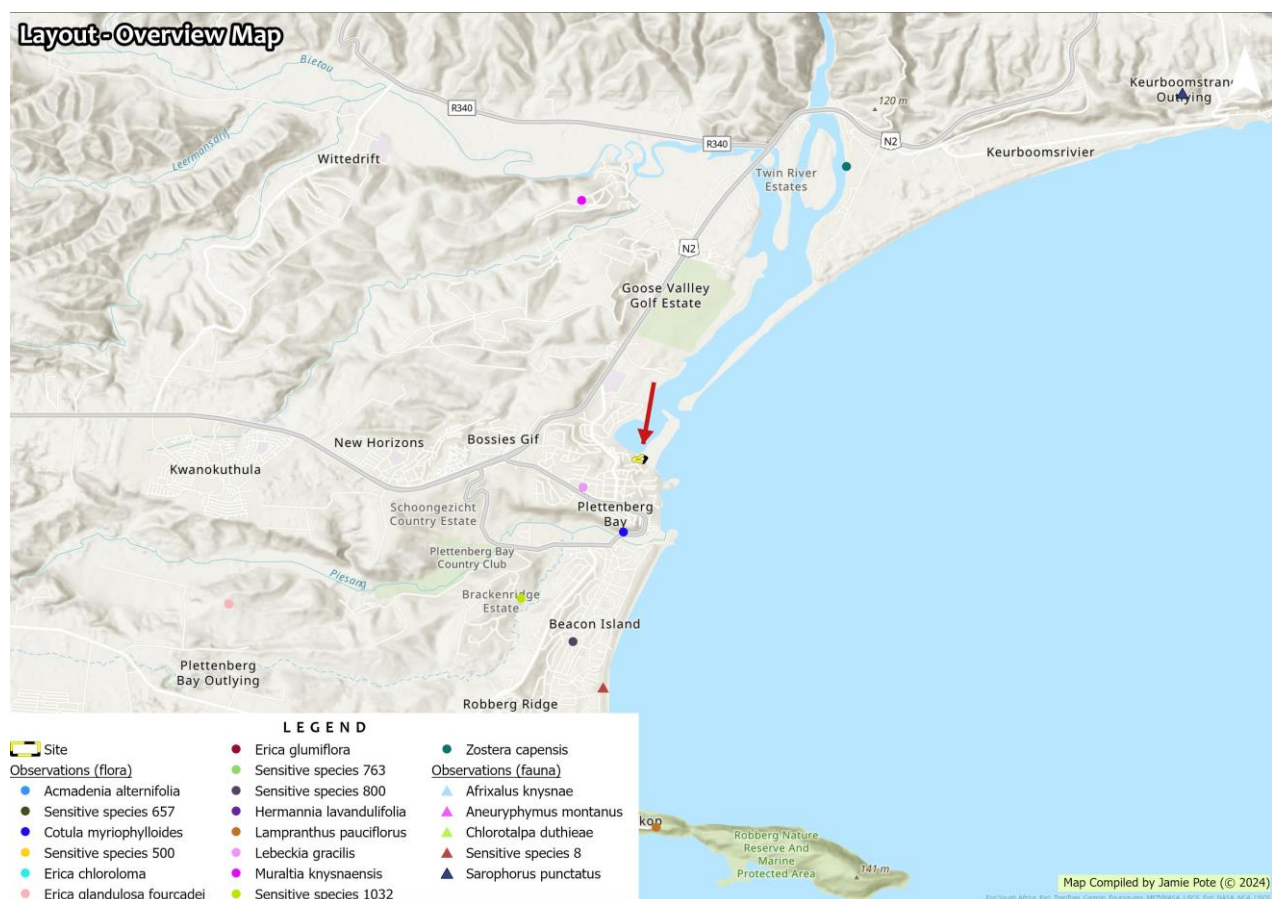 Layout - Overview Map
N
Bietou
Keurboomstrand
Outlying
R340
120 m
Leermansdrif
Wittedrift
R340
N2
Keurboomsrivier
Twin River
Estates
N2
Goose Vallley
Golf Estate
New Horizons
Bossies Gif
Kwanokuthula
Schoongezicht
Country Estate
Plettenberg
Bay
Plettenberg Bay
Country Club
Piesang
Brackenridge
Estate
Beacon Island
Plettenberg
Bay Outlying
Robberg Ridge
LEGEND
Site
Observations (flora)
Acmadenia alternifolia
Sensitive species 657
Cotula myriophylloides
Sensitive species 500
Erica chloroloma
Erica glandulosa fourcadei
Erica glumiflora
Sensitive species 763
Sensitive species 800
Hermannia lavandulifolia
Lampranthus pauciflorus
Lebeckia gracilis
Muraltia knysnaensis
Sensitive species 1032
Zostera capensis
Observations (fauna)
Afrixalus knysnae
Aneuryphymus montanus
Chlorotalpa duthieae
Sensitive species 8
Sarophorus punctatus
kop
Robberg Nature
Reserve And
Marine
Protected Area
141 m
Map Compiled by Jamie Pote (© 2024)